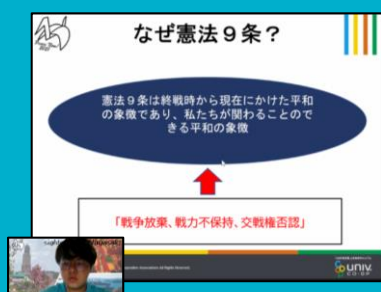 なぜ憲法９条？
憲法９条は終戦時から現在にかけた平和
の象徴であり、私たちが関わることので
きる平和の象徴
「戦争放棄、戦力不保持、交戦権否認」
UNIV.
CO-OP